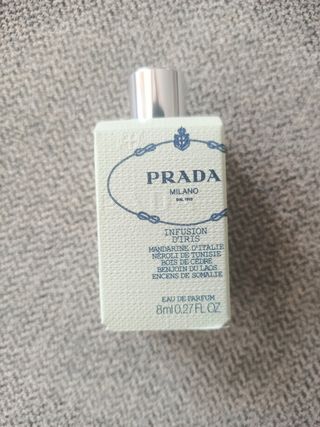 PRADA
MILANO
DAL 1913
INFUSION
D'IRIS
MANDARINE D'ITALIE
NÉROLI DE TUNISIE
BOIS DE CÈDRE
BENJOIN DU LAOS
ENCENS DE SOMALIE
EAU DE PARFUM
8ml 0.27 FL OZ